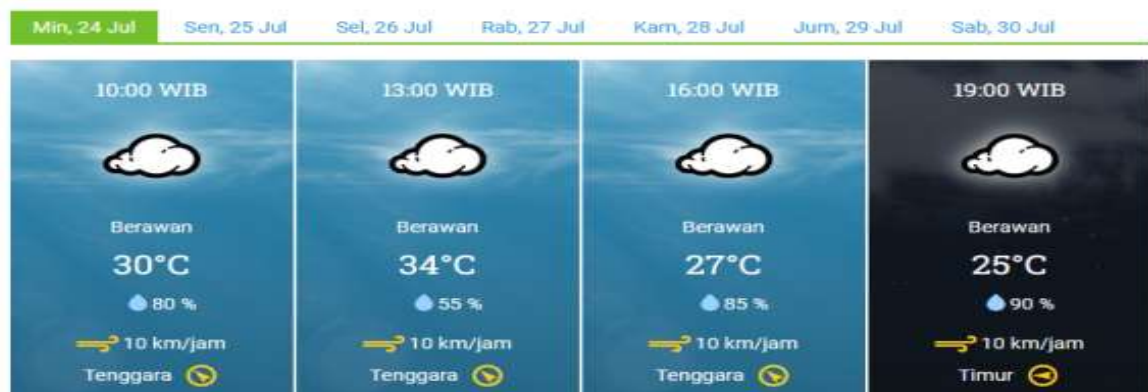 Min, 24 Jul Sen, 25 Jul Sel, 26 Jul Rab, 27 Jul Kam, 28 Jul Jum, 29 Jul Sab, 30 Jul
10:00 WIB 13:00 WIB 16:00 WIB 19:00 WIB
Berawan Berawan Berawan Berawan
30°C 34°C 27°C 25°C
80 % 55 % 85 % 90 %
10 km/jam 10 km/jam 10 km/jam 10 km/jam
Tenggara Tenggara Tenggara Timur